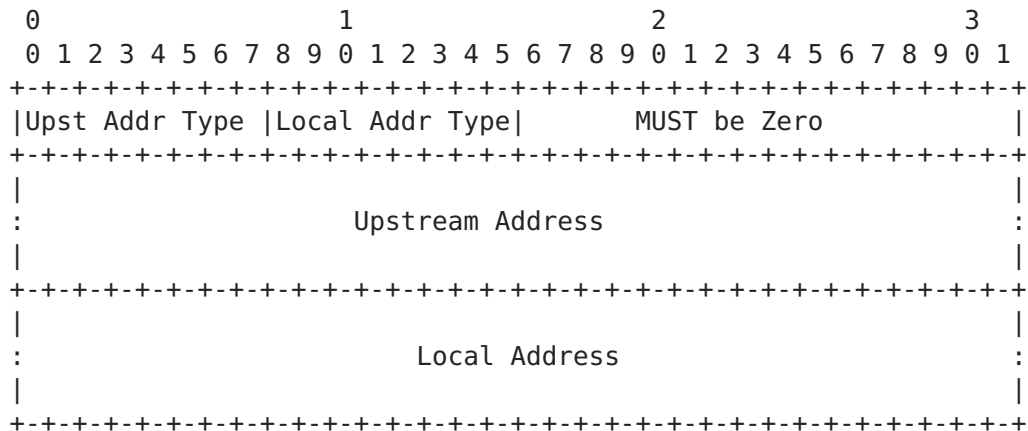 0                   1                   2                   3
0 1 2 3 4 5 6 7 8 9 0 1 2 3 4 5 6 7 8 9 0 1 2 3 4 5 6 7 8 9 0 1
+-+-+-+-+-+-+-+-+-+-+-+-+-+-+-+-+-+-+-+-+-+-+-+-+-+-+-+-+-+-+-+-+
|Upst Addr Type |Local Addr Type|       MUST be Zero            |
+-+-+-+-+-+-+-+-+-+-+-+-+-+-+-+-+-+-+-+-+-+-+-+-+-+-+-+-+-+-+-+-+
|                                                               |
:                     Upstream Address                          :
|                                                               |
+-+-+-+-+-+-+-+-+-+-+-+-+-+-+-+-+-+-+-+-+-+-+-+-+-+-+-+-+-+-+-+-+
|                                                               |
:                         Local Address                         :
|                                                               |
+-+-+-+-+-+-+-+-+-+-+-+-+-+-+-+-+-+-+-+-+-+-+-+-+-+-+-+-+-+-+-+-+